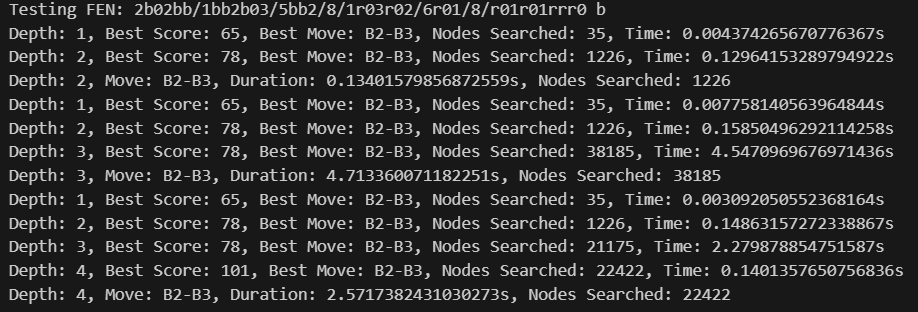 Testing FEN: 2b02bb/1bb2b03/5bb2/8/1r03r02/6r01/8/r01r01rrr0 b
Depth: 1, Best Score: 65, Best Move: B2-B3, Nodes Searched: 35, Time: 0.004374265670776367s
Depth: 2, Best Score: 78, Best Move: B2-B3, Nodes Searched: 1226, Time: 0.12964153289794922s
Depth: 2, Move: B2-B3, Duration: 0.13401579856872559s, Nodes Searched: 1226
Depth: 1, Best Score: 65, Best Move: B2-B3, Nodes Searched: 35, Time: 0.007758140563964844s
Depth: 2, Best Score: 78, Best Move: B2-B3, Nodes Searched: 1226, Time: 0.15850496292114258s
Depth: 3, Best Score: 78, Best Move: B2-B3, Nodes Searched: 38185, Time: 4.5470969676971436s
Depth: 3, Move: B2-B3, Duration: 4.713360071182251s, Nodes Searched: 38185
Depth: 1, Best Score: 65, Best Move: B2-B3, Nodes Searched: 35, Time: 0.003092050552368164s
Depth: 2, Best Score: 78, Best Move: B2-B3, Nodes Searched: 1226, Time: 0.14863157272338867s
Depth: 3, Best Score: 78, Best Move: B2-B3, Nodes Searched: 21175, Time: 2.279878854751587s
Depth: 4, Best Score: 101, Best Move: B2-B3, Nodes Searched: 22422, Time: 0.1401357650756836s
Depth: 4, Move: B2-B3, Duration: 2.5717382431030273s, Nodes Searched: 22422